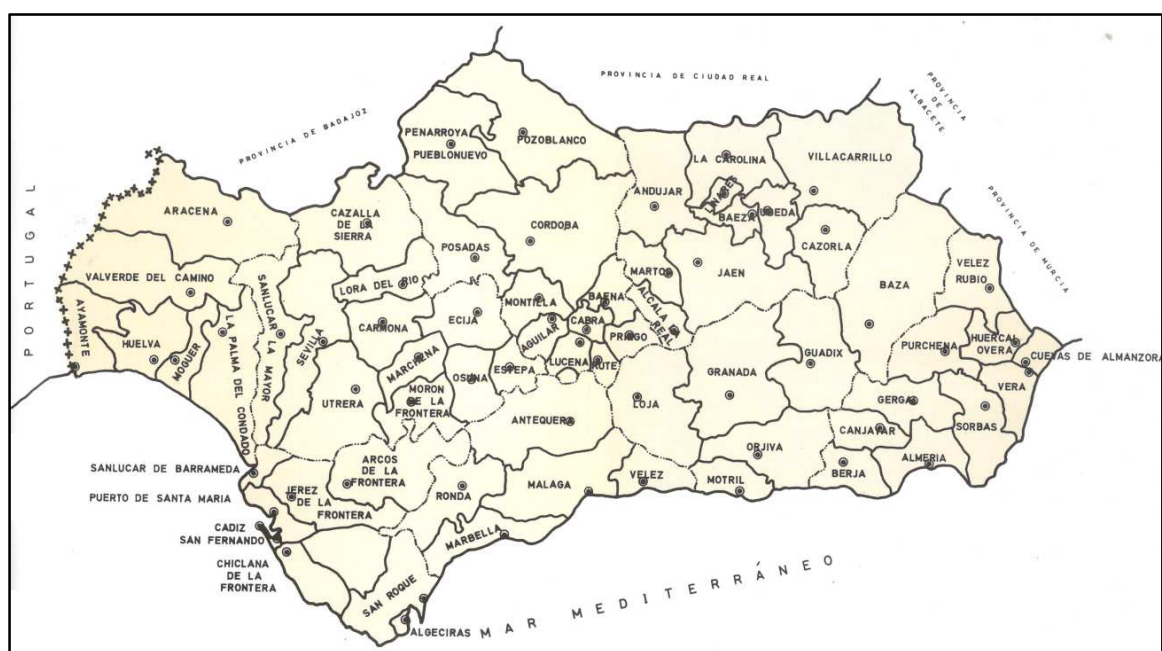 PROVINCIA DE CIUDAD REAL
PROVINCIA
DE
ALBACETE
PROVINCIA DE BADAJOZ
PROVINCIA DE MURCIA
PORTUGAL
PENARROYA
PUEBLONUEVO
POZOBLANCO
LA CAROLINA
VILLACARRILLO
ANDUJAR
LINARES
BAEZA
UBEDA
ARACENA
CAZALLA
DE LA
SIERRA
CORDOBA
CAZORLA
POSADAS
MARTOS
JAEN
VELEZ
RUBIO
VALVERDE DEL CAMINO
SANLUCAR LA MAYOR
LORA DEL RIO
BAZA
MONTILLA
BAENA
ALCALA LA REAL
AYAMONTE
HUELVA
MOGUER
LA PALMA DEL CONDADO
SEVILLA
CARMONA
ECIJA
AGUILAR
CABRA
PRIEGO
PURCHENA
HUERCAL
OVERA
CUEVAS DE ALMANZORA
MARCHENA
LUCENA
RUTE
ESTEPA
OSUNA
GUADIX
GRANADA
VERA
UTRERA
MORON
DE LA
FRONTERA
LOJA
GERGAL
ANTEQUERA
SORBAS
CANJAYAR
ORJIVA
ARCOS
DE LA
FRONTERA
ALMERIA
BERJA
SANLUCAR DE BARRAMEDA
JEREZ
DE LA
FRONTERA
RONDA
MALAGA
VELEZ
MOTRIL
PUERTO DE SANTA MARIA
CADIZ
SAN FERNANDO
MARBELLA
CHICLANA
DE LA
FRONTERA
SAN ROQUE
ALGECIRAS
MAR MEDITERRÁNEO